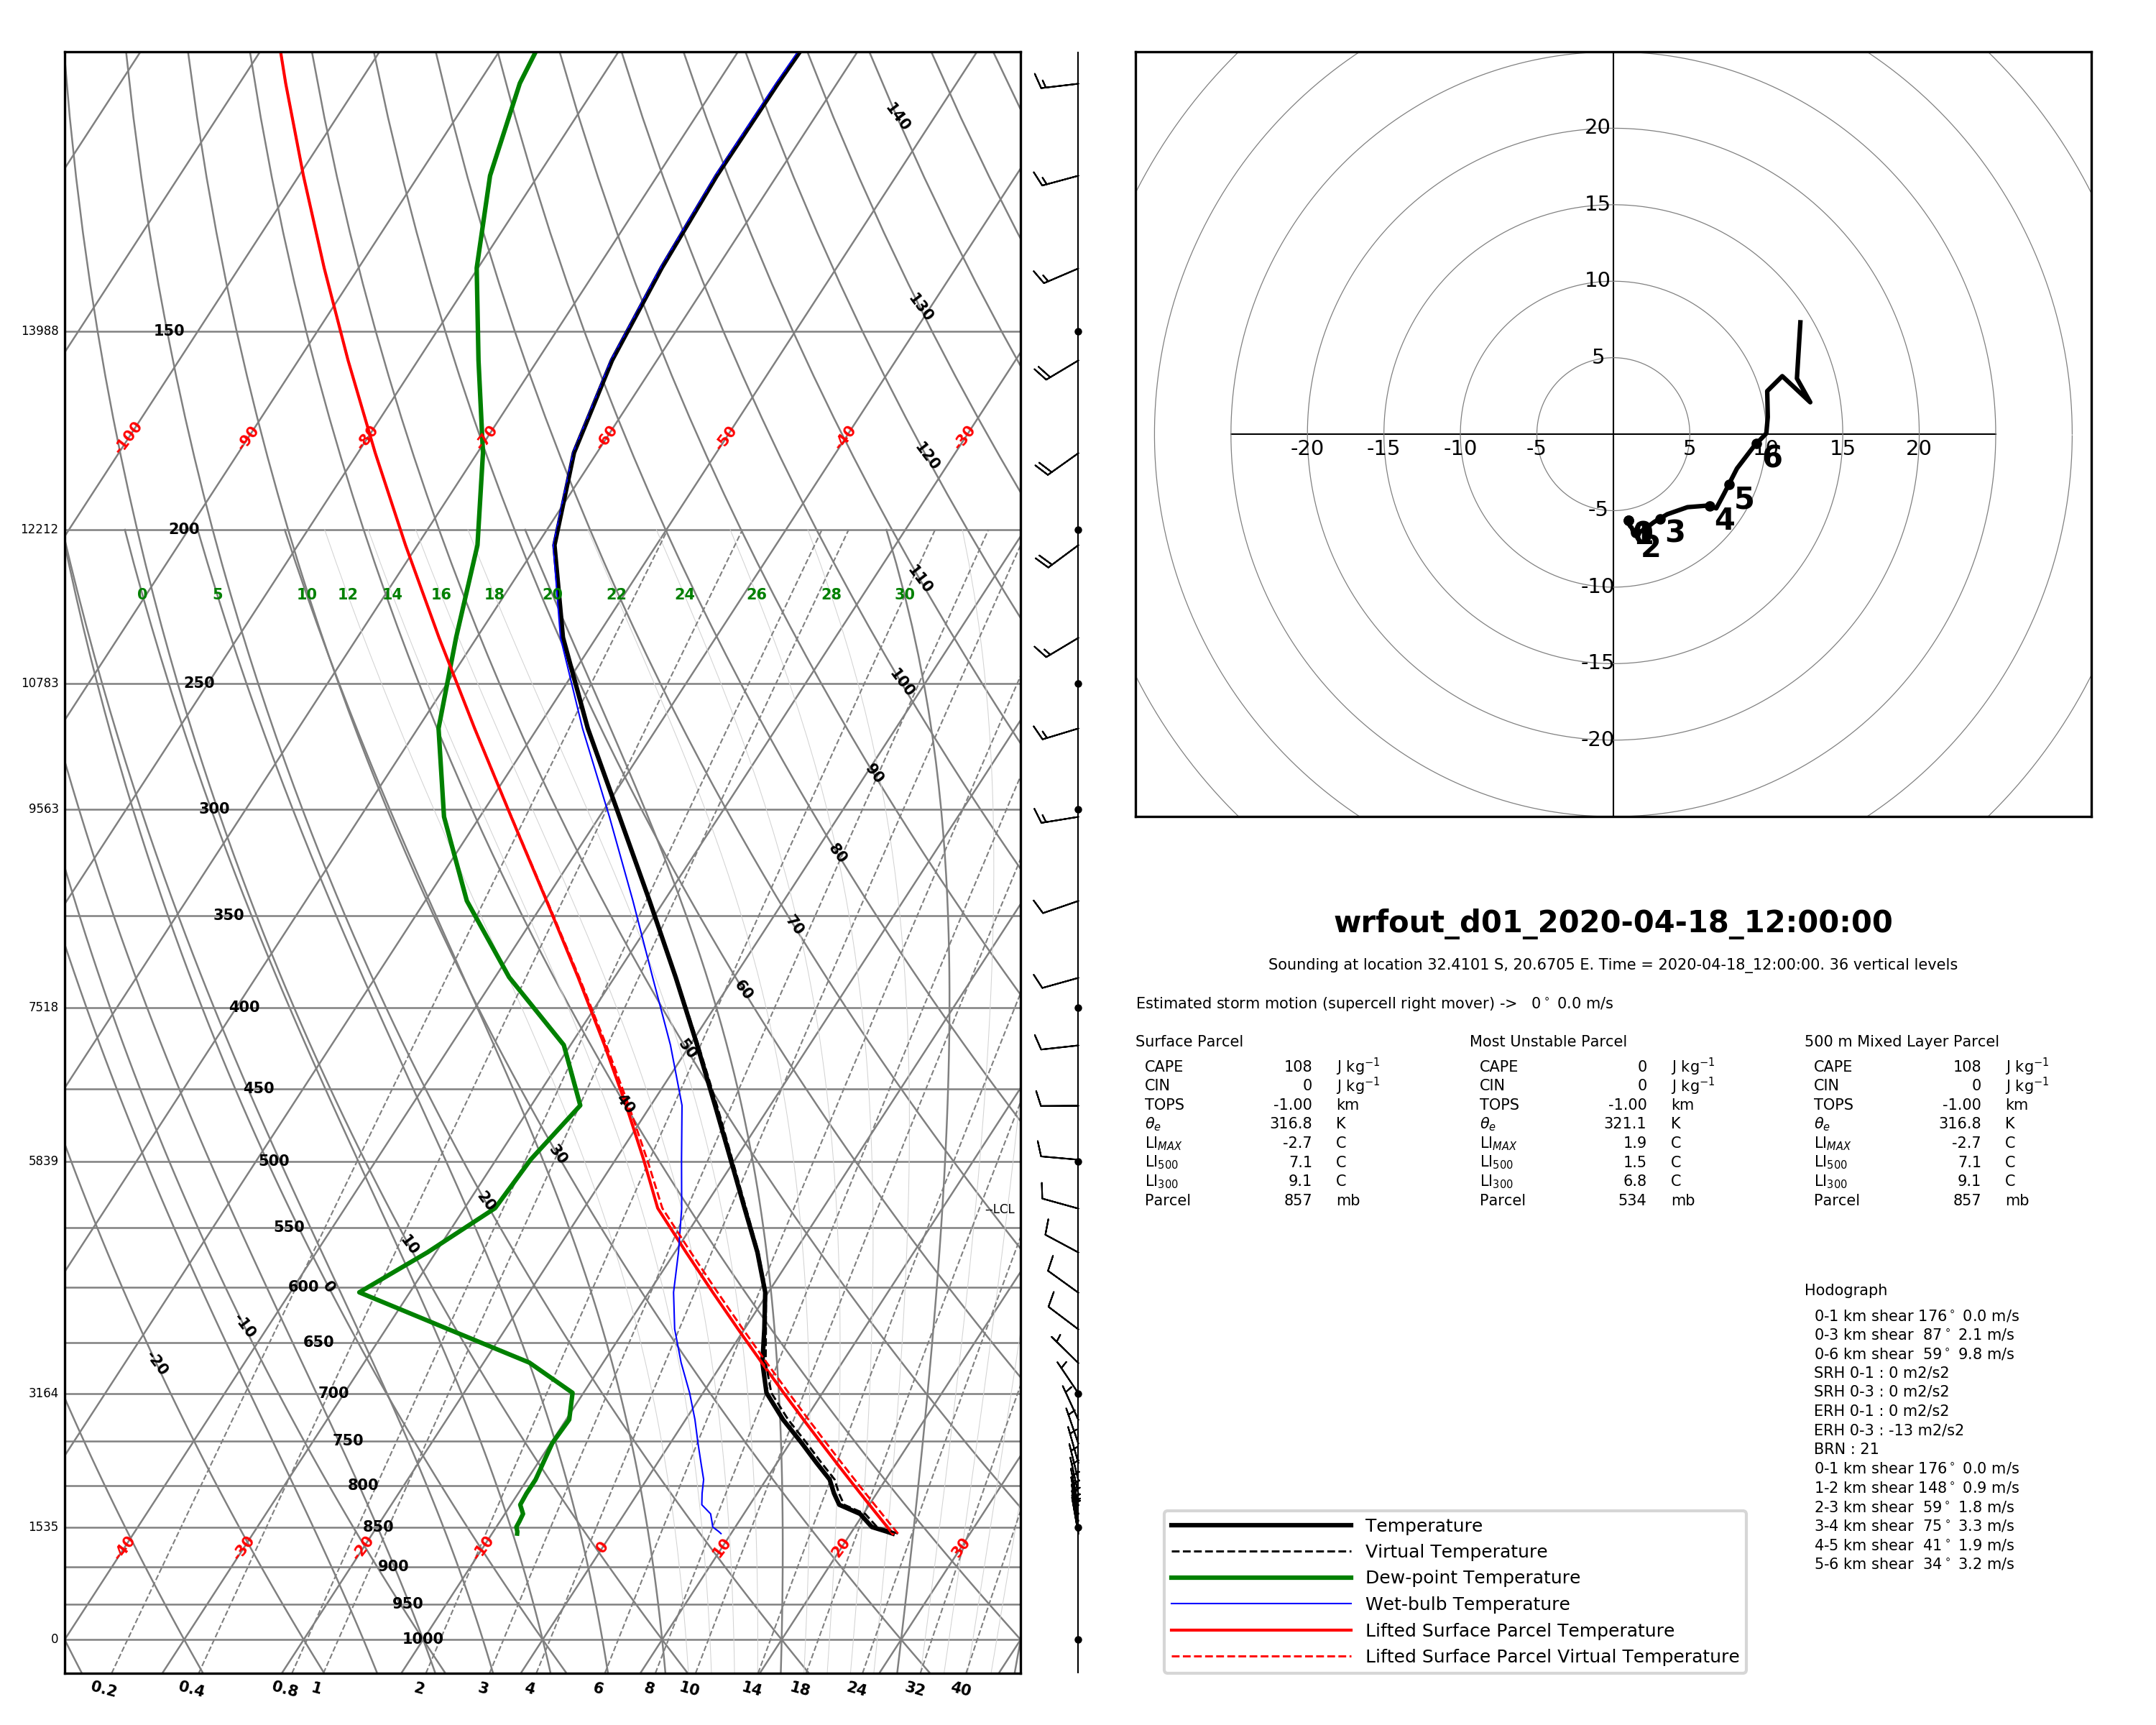 140
130
13988 150
-100 -90 -80 -70 -60 -50 -40 -30
120
12212 200
110
0 5 10 12 14 16 18 20 22 24 26 28 30
10783 250
100
90
9563 300
80
350
70
7518 400
60
50
450
40
5839 500
30
20
--LCL
550
10
600 0
650
-10
-20
3164 700
750
800
1535 850
-40 -30 -20 -10 0 10 20 30
900
950
0 1000
0.2 0.4 0.8 1 2 3 4 6 8 10 14 18 24 32 40
20
15
10
5
-20 -15 -10 -5 5 10 15 20
6
5
-5
4
3
2
-10
-15
-20
wrfout_d01_2020-04-18_12:00:00
Sounding at location 32.4101 S, 20.6705 E. Time = 2020-04-18_12:00:00. 36 vertical levels
Estimated storm motion (supercell right mover) -> 0° 0.0 m/s
Surface Parcel
CAPE 108 J kg⁻¹
CIN 0 J kg⁻¹
TOPS -1.00 km
θe 316.8 K
LIMAX -2.7 C
LI500 7.1 C
LI300 9.1 C
Parcel 857 mb
Most Unstable Parcel
CAPE 0 J kg⁻¹
CIN 0 J kg⁻¹
TOPS -1.00 km
θe 321.1 K
LIMAX 1.9 C
LI500 1.5 C
LI300 6.8 C
Parcel 534 mb
500 m Mixed Layer Parcel
CAPE 108 J kg⁻¹
CIN 0 J kg⁻¹
TOPS -1.00 km
θe 316.8 K
LIMAX -2.7 C
LI500 7.1 C
LI300 9.1 C
Parcel 857 mb
Hodograph
0-1 km shear 176° 0.0 m/s
0-3 km shear 87° 2.1 m/s
0-6 km shear 59° 9.8 m/s
SRH 0-1 : 0 m2/s2
SRH 0-3 : 0 m2/s2
ERH 0-1 : 0 m2/s2
ERH 0-3 : -13 m2/s2
BRN : 21
0-1 km shear 176° 0.0 m/s
1-2 km shear 148° 0.9 m/s
2-3 km shear 59° 1.8 m/s
3-4 km shear 75° 3.3 m/s
4-5 km shear 41° 1.9 m/s
5-6 km shear 34° 3.2 m/s
Temperature
Virtual Temperature
Dew-point Temperature
Wet-bulb Temperature
Lifted Surface Parcel Temperature
Lifted Surface Parcel Virtual Temperature